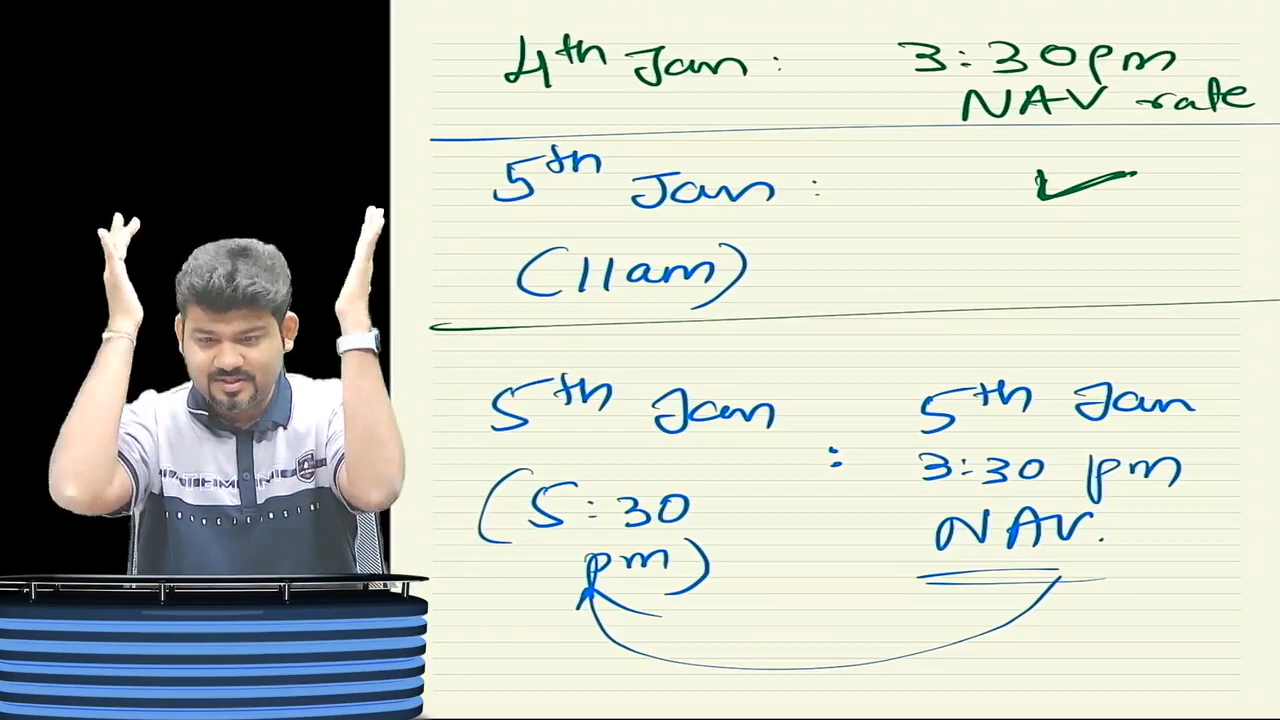 4th Jan : 3:30pm
NAV rate
5th Jan :
(11am)
5th Jan : 5th Jan
(5:30 3:30 pm
pm) NAV.
TATEMENT